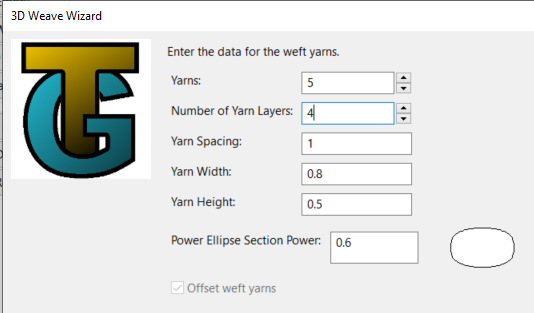 3D Weave Wizard
Enter the data for the weft yarns.
Yarns: 5
Number of Yarn Layers: 4
Yarn Spacing: 1
Yarn Width: 0.8
Yarn Height: 0.5
Power Ellipse Section Power: 0.6
Offset weft yarns